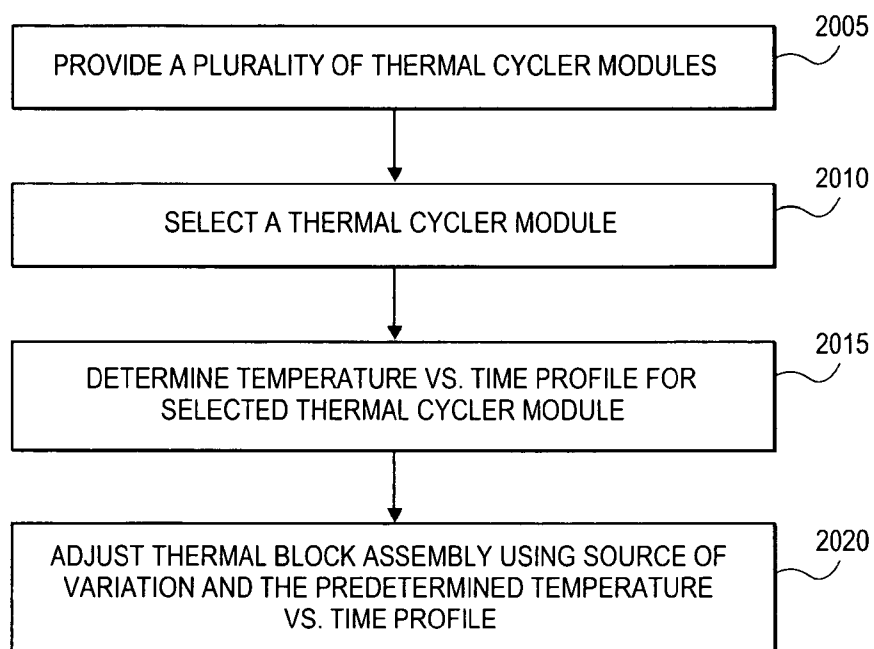 2005
PROVIDE A PLURALITY OF THERMAL CYCLER MODULES
2010
SELECT A THERMAL CYCLER MODULE
2015
DETERMINE TEMPERATURE VS. TIME PROFILE FOR
SELECTED THERMAL CYCLER MODULE
2020
ADJUST THERMAL BLOCK ASSEMBLY USING SOURCE OF
VARIATION AND THE PREDETERMINED TEMPERATURE
VS. TIME PROFILE